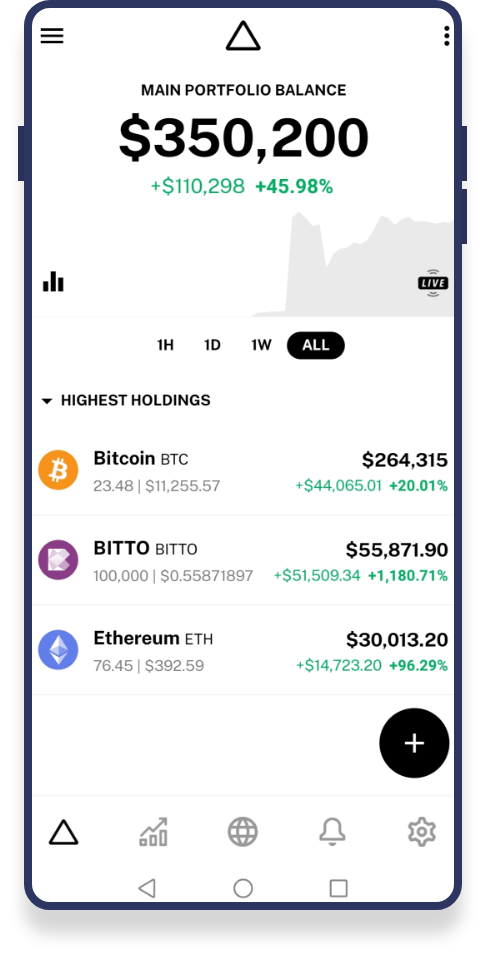 MAIN PORTFOLIO BALANCE
$350,200
+$110,298 +45.98%
LIVE
1H 1D 1W ALL
HIGHEST HOLDINGS
Bitcoin BTC $264,315
23.48 | $11,255.57 +$44,065.01 +20.01%
BITTO BITTO $55,871.90
100,000 | $0.55871897 +$51,509.34 +1,180.71%
Ethereum ETH $30,013.20
76.45 | $392.59 +$14,723.20 +96.29%